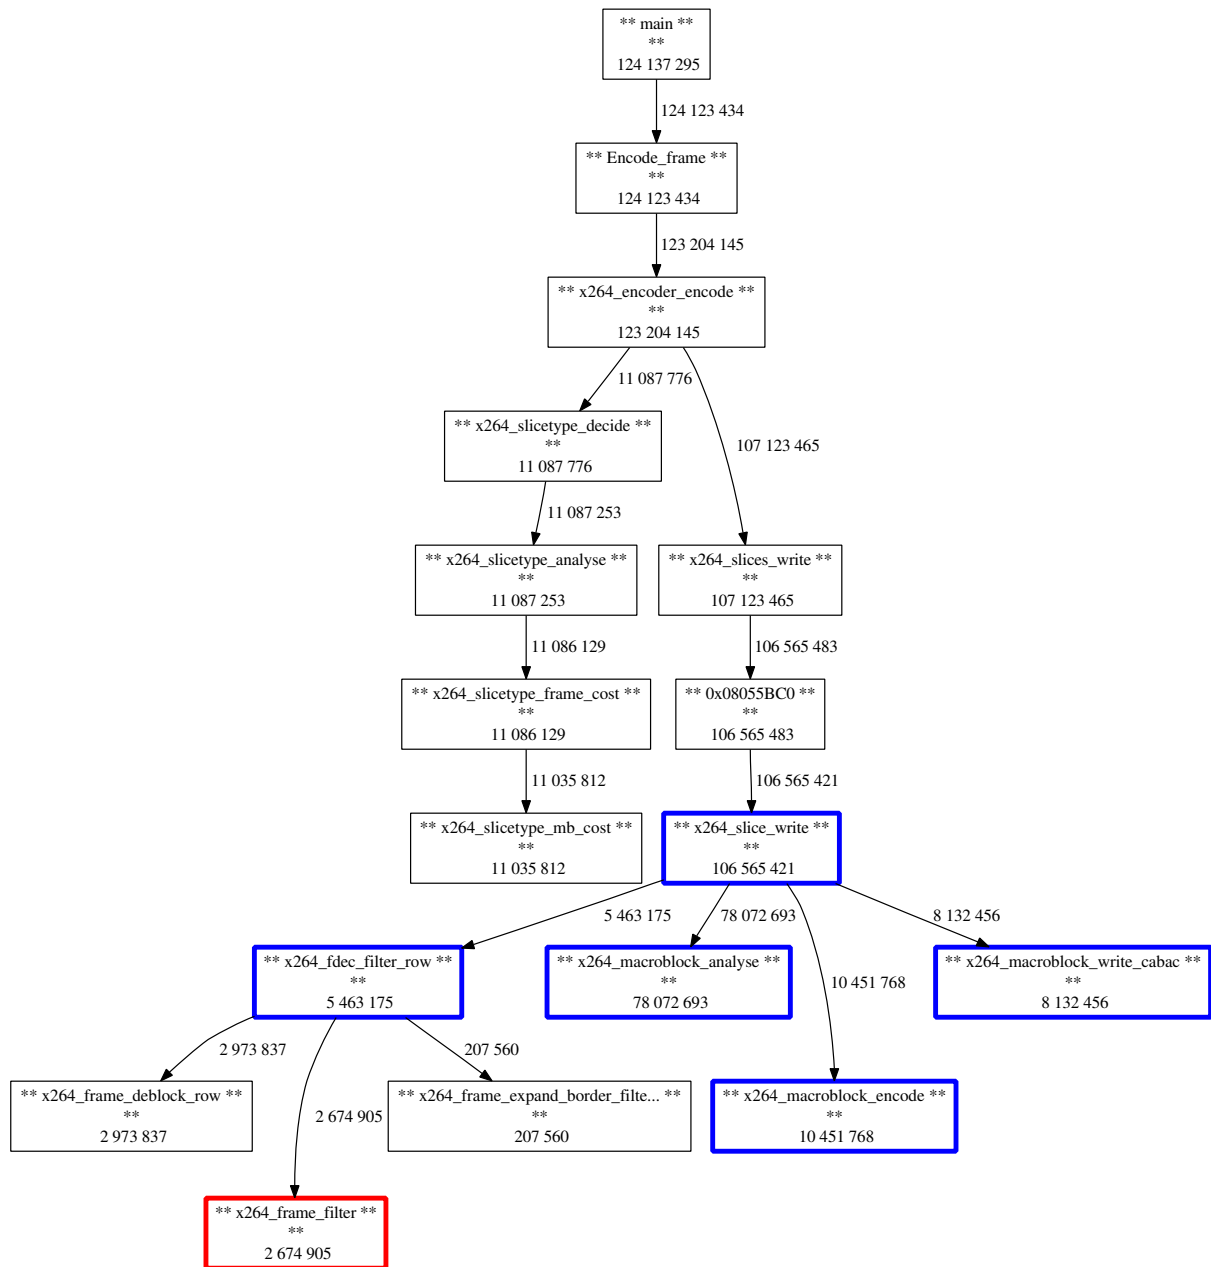 ** main **
**
124 137 295
124 123 434
** Encode_frame **
**
124 123 434
123 204 145
** x264_encoder_encode **
**
123 204 145
11 087 776
107 123 465
** x264_slicetype_decide **
**
11 087 776
11 087 253
** x264_slicetype_analyse **
**
11 087 253
** x264_slices_write **
**
107 123 465
11 086 129
106 565 483
** x264_slicetype_frame_cost **
**
11 086 129
** 0x08055BC0 **
**
106 565 483
11 035 812
106 565 421
** x264_slicetype_mb_cost **
**
11 035 812
** x264_slice_write **
**
106 565 421
5 463 175
78 072 693
10 451 768
8 132 456
** x264_fdec_filter_row **
**
5 463 175
** x264_macroblock_analyse **
**
78 072 693
** x264_macroblock_write_cabac **
**
8 132 456
2 973 837
2 674 905
207 560
** x264_frame_deblock_row **
**
2 973 837
** x264_frame_expand_border_filte... **
**
207 560
** x264_macroblock_encode **
**
10 451 768
** x264_frame_filter **
**
2 674 905